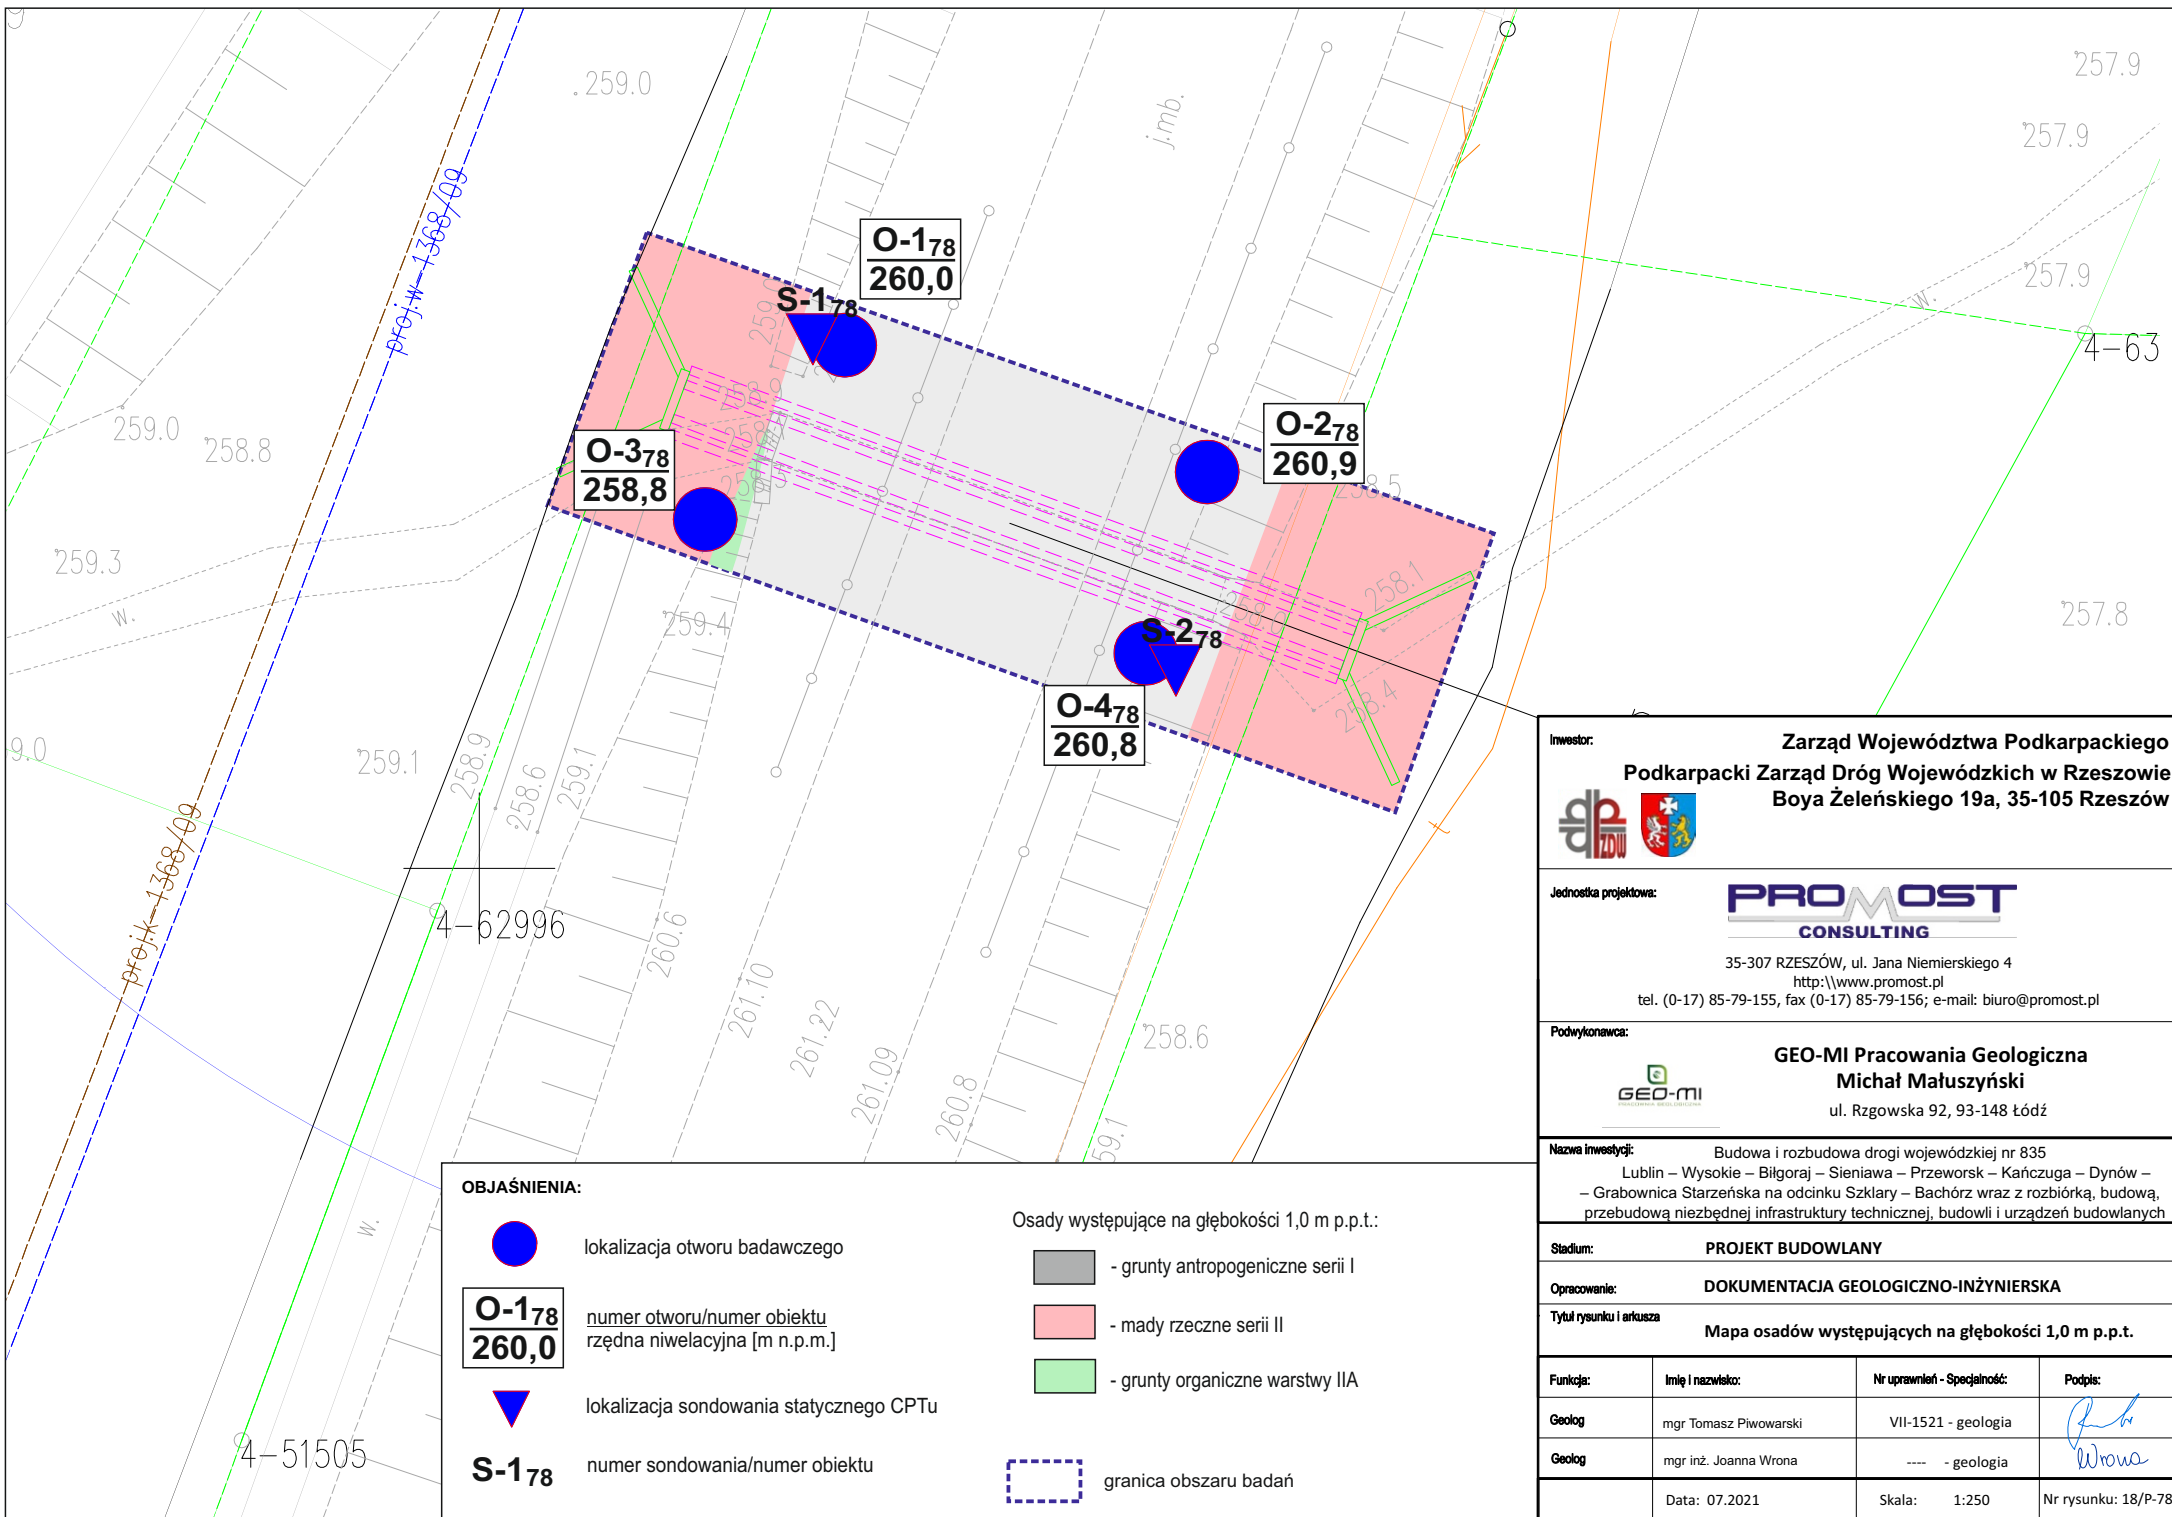 259.0
257.9
257.9
257.9
j.mb.
proj.w-1368/09
O-178
260,0
S-178
259.0
258.8
w.
4-63
O-278
260,9
O-378
258,8
258.5
259.3
w.
258.1
257.8
259.4
S-278
258.4
O-478
260,8
9.0
259.1
258.9
258.6
259.1
proj.k-1368/09
4-62996
260.6
261.10
261.22
261.09
260.8
258.6
59.1
w.
4-51505
OBJAŚNIENIA:
lokalizacja otworu badawczego
O-178
260,0
numer otworu/numer obiektu
rzędna niwelacyjna [m n.p.m.]
lokalizacja sondowania statycznego CPTu
S-178
numer sondowania/numer obiektu
Osady występujące na głębokości 1,0 m p.p.t.:
- grunty antropogeniczne serii I
- mady rzeczne serii II
- grunty organiczne warstwy IIA
granica obszaru badań
Inwestor:
Zarząd Województwa Podkarpackiego
Podkarpacki Zarząd Dróg Wojewódzkich w Rzeszowie
Boya Żeleńskiego 19a, 35-105 Rzeszów
PZDW
Jednostka projektowa:
PROMOST
CONSULTING
35-307 RZESZÓW, ul. Jana Niemierskiego 4
http:\\www.promost.pl
tel. (0-17) 85-79-155, fax (0-17) 85-79-156; e-mail: biuro@promost.pl
Podwykonawca:
GEO-MI
PRACOWNIA GEOLOGICZNA
GEO-MI Pracowania Geologiczna
Michał Małuszyński
ul. Rzgowska 92, 93-148 Łódź
Nazwa inwestycji:
Budowa i rozbudowa drogi wojewódzkiej nr 835
Lublin – Wysokie – Biłgoraj – Sieniawa – Przeworsk – Kańczuga – Dynów –
– Grabownica Starzeńska na odcinku Szklary – Bachórz wraz z rozbiórką, budową,
przebudową niezbędnej infrastruktury technicznej, budowli i urządzeń budowlanych
Stadium:
PROJEKT BUDOWLANY
Opracowanie:
DOKUMENTACJA GEOLOGICZNO-INŻYNIERSKA
Tytuł rysunku i arkusza
Mapa osadów występujących na głębokości 1,0 m p.p.t.
Funkcja: Imię i nazwisko: Nr uprawnień - Specjalność: Podpis:
Geolog mgr Tomasz Piwowarski VII-1521 - geologia
Geolog mgr inż. Joanna Wrona ---- - geologia Wrona
Data: 07.2021 Skala: 1:250 Nr rysunku: 18/P-78